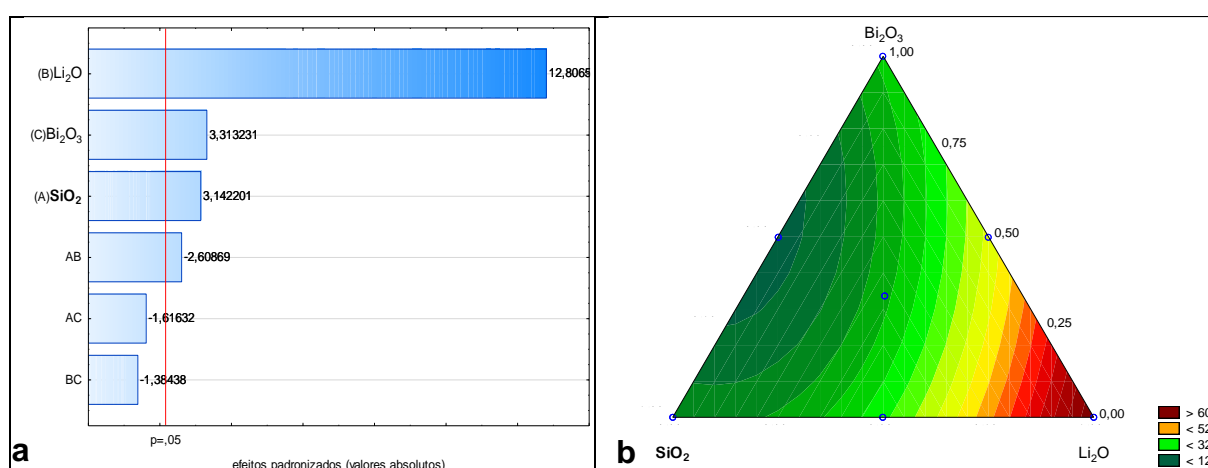 (B)Li₂O
12,8065
(C)Bi₂O₃
3,313231
(A)SiO₂
3,142201
AB
-2,60869
AC
-1,61632
BC
-1,38438
p=,05
efeitos padronizados (valores absolutos)
a
Bi₂O₃
1,00
0,75
0,50
0,25
0,00
SiO₂
Li₂O
> 60
< 52
< 32
< 12
b